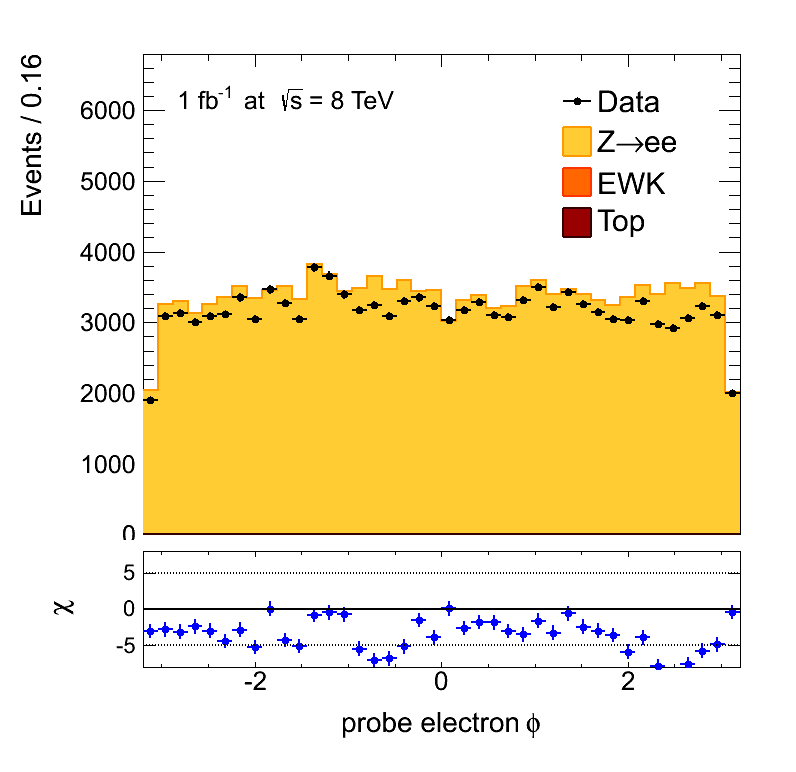 Events / 0.16
1 fb-1 at √s = 8 TeV
Data
Z→ee
EWK
Top
6000
5000
4000
3000
2000
1000
0
χ
5
0
-5
-2 0 2
probe electron ϕ